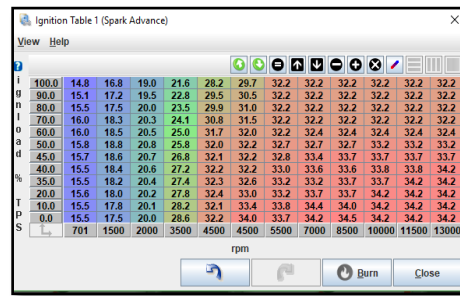 Ignition Table 1 (Spark Advance)
View Help
ignload % TPS
100.0 14.8 16.8 19.0 21.6 28.2 29.7 32.2 32.2 32.2 32.2 32.2 32.2
90.0 15.1 17.2 19.5 22.8 29.5 30.5 32.2 32.2 32.2 32.2 32.2 32.2
80.0 15.5 17.5 20.0 23.5 29.9 31.0 32.2 32.2 32.2 32.2 32.2 32.2
70.0 16.0 18.3 20.3 24.1 30.8 31.5 32.2 32.2 32.2 32.2 32.2 32.2
60.0 16.0 18.5 20.5 25.0 31.7 32.0 32.2 32.4 32.4 32.4 32.4 32.4
50.0 15.8 18.8 20.8 25.8 32.0 32.2 32.7 32.7 32.7 33.2 33.2 33.2
45.0 15.7 18.6 20.7 26.8 32.1 32.2 32.8 33.4 33.7 33.7 33.7 33.7
40.0 15.5 18.4 20.6 27.2 32.2 32.2 33.0 33.6 33.6 33.8 33.8 34.2
35.0 15.5 18.2 20.4 27.4 32.3 32.6 33.2 33.2 33.7 33.7 34.2 34.2
20.0 15.6 18.0 20.2 27.8 32.4 33.0 33.2 33.7 33.7 34.2 34.2 34.2
10.0 15.5 17.8 20.1 28.2 32.1 33.4 33.8 34.4 34.0 34.2 34.2 34.2
0.0 15.5 17.5 20.0 28.6 32.2 34.0 33.7 34.2 34.5 34.2 34.2 34.2
701 1500 2000 3500 4500 4500 5500 7000 8500 10000 11500 13000
rpm
Burn Close